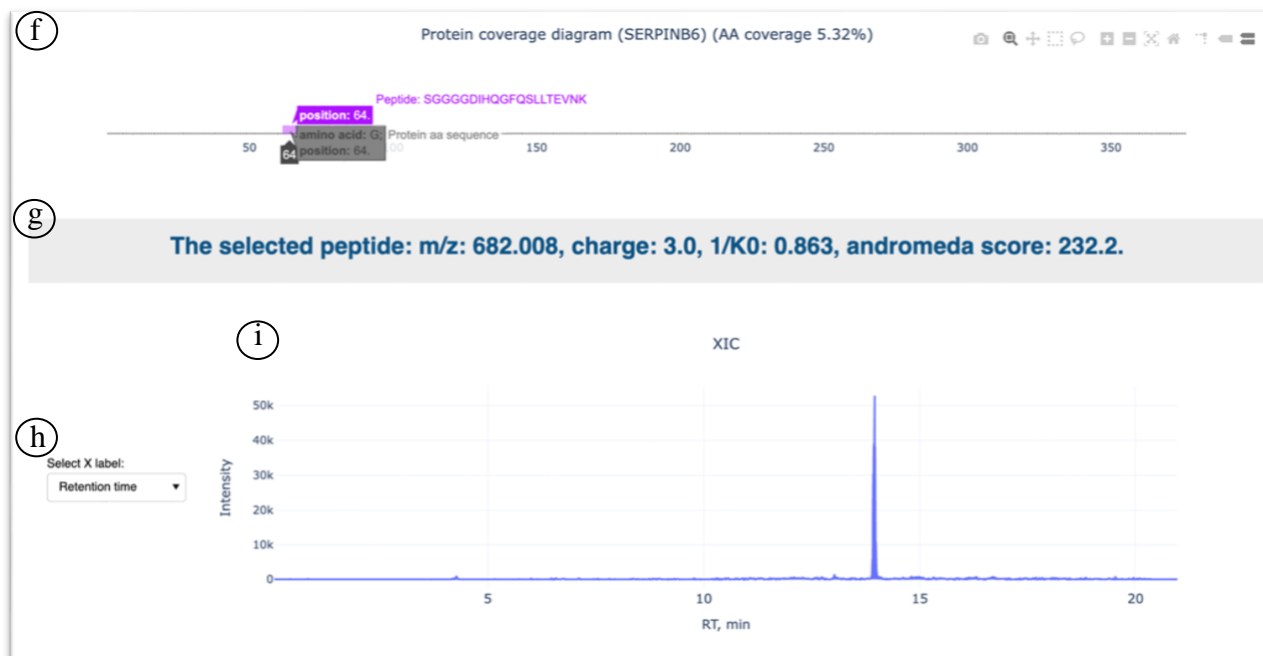 f
Protein coverage diagram (SERPINB6) (AA coverage 5.32%)
Peptide: SGGGGDIHQGFQSLLTEVNK
position: 64.
amino acid: G; Protein aa sequence
position: 64.
50 64 100 150 200 250 300 350
g
The selected peptide: m/z: 682.008, charge: 3.0, 1/K0: 0.863, andromeda score: 232.2.
i
XIC
h
Select X label:
Retention time
Intensity
50k
40k
30k
20k
10k
0
5 10 15 20
RT, min